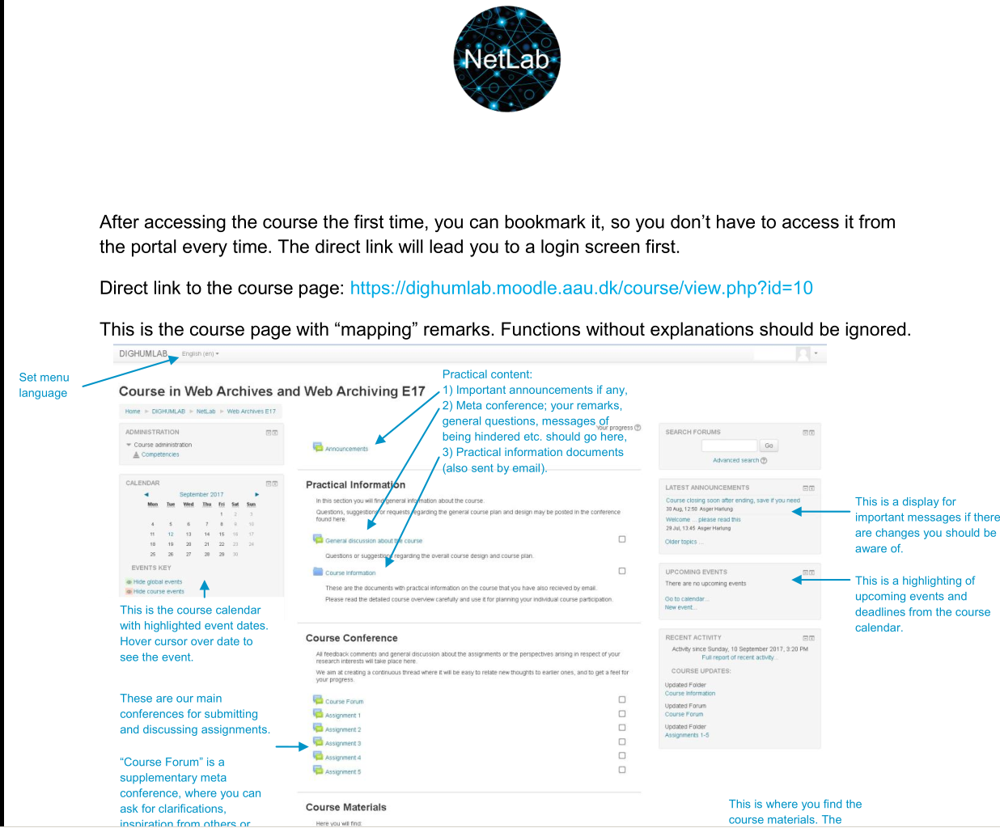 NetLab
After accessing the course the first time, you can bookmark it, so you don’t have to access it from
the portal every time. The direct link will lead you to a login screen first.
Direct link to the course page: https://dighumlab.moodle.aau.dk/course/view.php?id=10
This is the course page with “mapping” remarks. Functions without explanations should be ignored.
DIGHUMLAB English (en)
Set menu
language
Course in Web Archives and Web Archiving E17
Home DIGHUMLAB NetLab Web Archives E17
ADMINISTRATION
Course administration
Competencies
CALENDAR
September 2017
Mon Tue Wed Thu Fri Sat Sun
1 2 3
4 5 6 7 8 9 10
11 12 13 14 15 16 17
18 19 20 21 22 23 24
25 26 27 28 29 30
EVENTS KEY
Hide global events
Hide course events
This is the course calendar
with highlighted event dates.
Hover cursor over date to
see the event.
These are our main
conferences for submitting
and discussing assignments.
“Course Forum” is a
supplementary meta
conference, where you can
ask for clarifications,
inspiration from others or
Practical content:
1) Important announcements if any,
2) Meta conference; your remarks,
general questions, messages of
being hindered etc. should go here,
3) Practical information documents
(also sent by email).
Your progress
Announcements
Practical Information
In this section you will find general information about the course.
Questions, suggestions or requests regarding the general course plan and design may be posted in the conference
found here.
General discussion about the course
Questions or suggestions regarding the overall course design and course plan.
Course Information
These are the documents with practical information on the course that you have also recieved by email.
Please read the detailed course overview carefully and use it for planning your individual course participation.
Course Conference
All feedback comments and general discussion about the assignments or the perspectives arising in respect of your
research interests will take place here.
We aim at creating a continuous thread where it will be easy to relate new thoughts to earlier ones, and to get a feel for
your progress.
Course Forum
Assignment 1
Assignment 2
Assignment 3
Assignment 4
Assignment 5
Course Materials
Here you will find:
SEARCH FORUMS
Go
Advanced search
LATEST ANNOUNCEMENTS
Course closing soon after ending, save if you need
30 Aug, 12:50 Asger Harlung
Welcome ... please read this
29 Jul, 13:45 Asger Harlung
Older topics ...
UPCOMING EVENTS
There are no upcoming events
Go to calendar...
New event...
RECENT ACTIVITY
Activity since Sunday, 10 September 2017, 3:20 PM
Full report of recent activity...
COURSE UPDATES:
Updated Folder
Course Information
Updated Forum
Course Forum
Updated Folder
Assignments 1-5
This is a display for
important messages if there
are changes you should be
aware of.
This is a highlighting of
upcoming events and
deadlines from the course
calendar.
This is where you find the
course materials. The